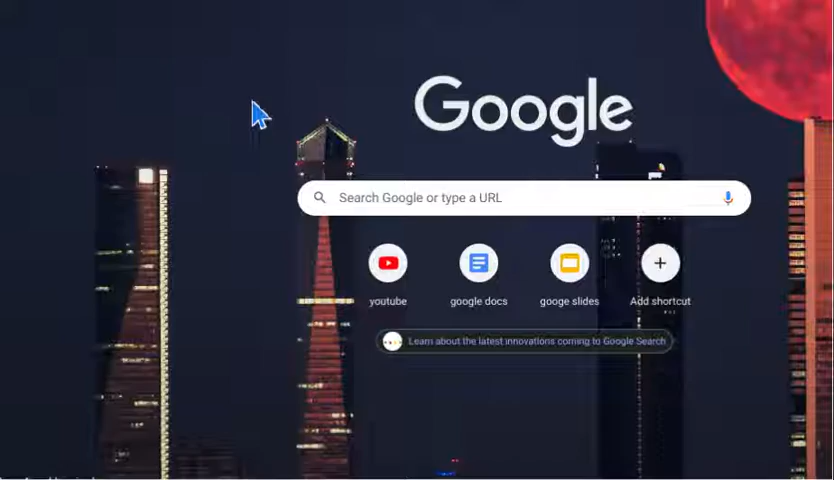 Google
Search Google or type a URL
youtube
google docs
googe slides
Add shortcut
Learn about the latest innovations coming to Google Search